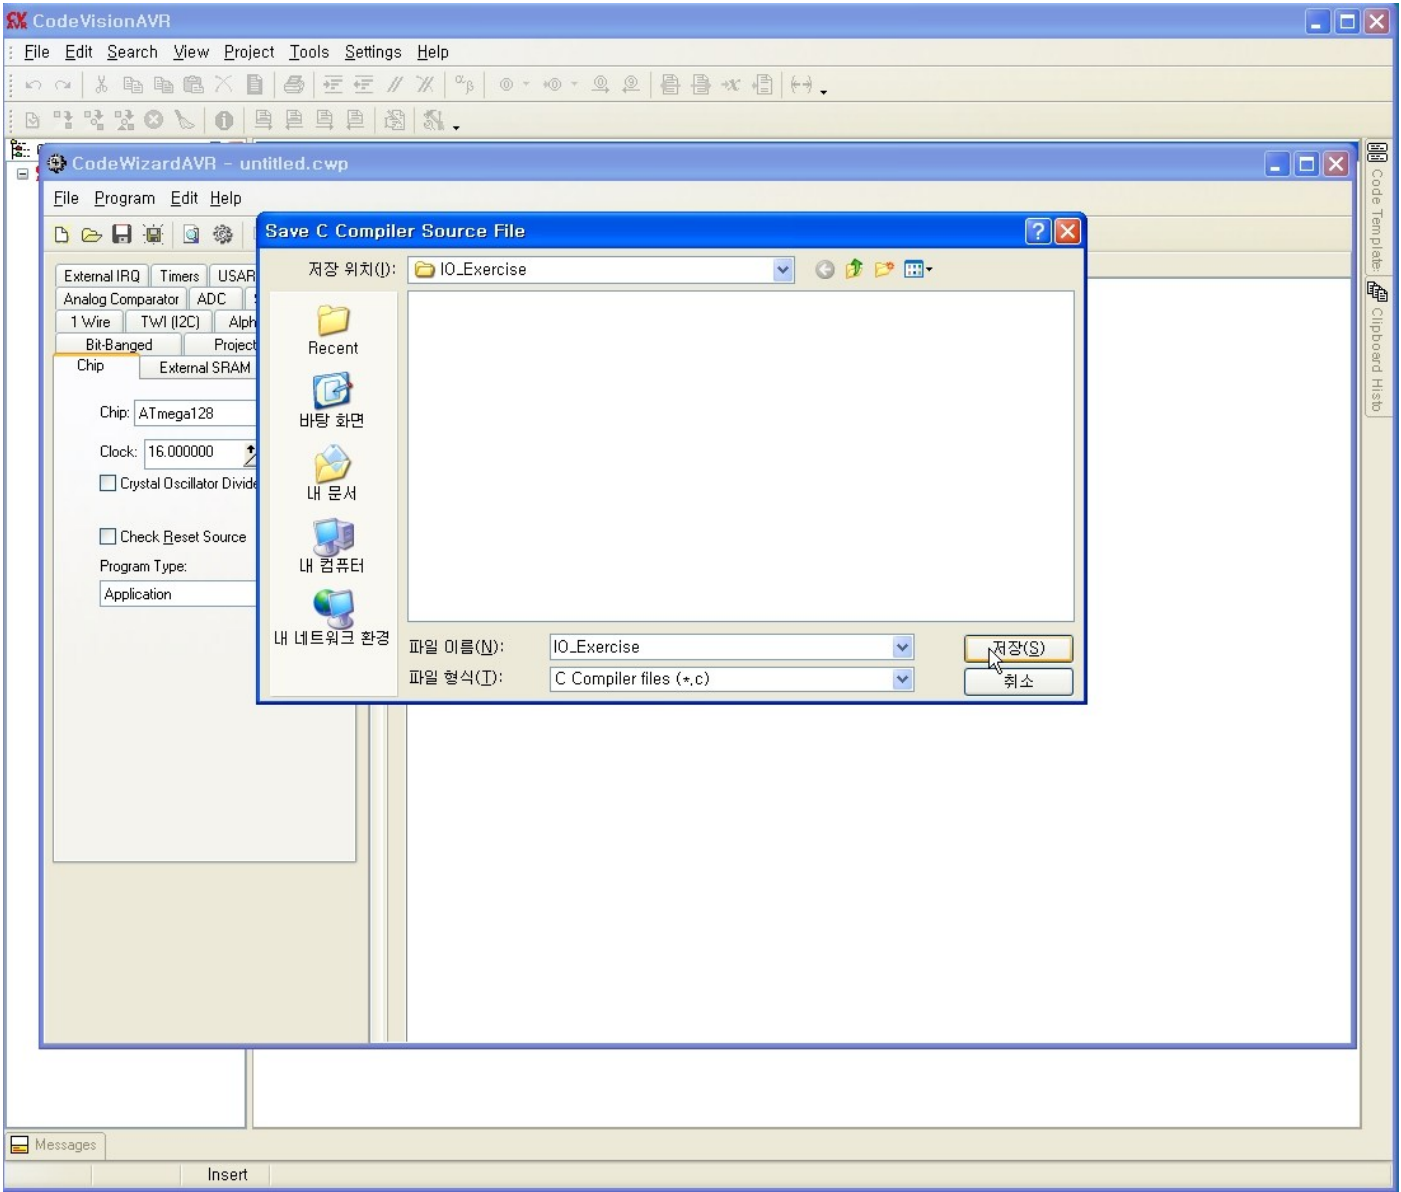 CodeVisionAVR
File Edit Search View Project Tools Settings Help
CodeWizardAVR - untitled.cwp
File Program Edit Help
Save C Compiler Source File
저장 위치(I): IO_Exercise
External IRQ Timers USAR
Analog Comparator ADC
1 Wire TWI (I2C) Alph
Bit-Banged Project
Chip External SRAM
Chip: ATmega128
Clock: 16.000000
Crystal Oscillator Divide
Check Reset Source
Program Type:
Application
Recent
바탕 화면
내 문서
내 컴퓨터
내 네트워크 환경
파일 이름(N): IO_Exercise 저장(S)
파일 형식(T): C Compiler files (*.c) 취소
Code Template:
Clipboard Histo
Messages
Insert